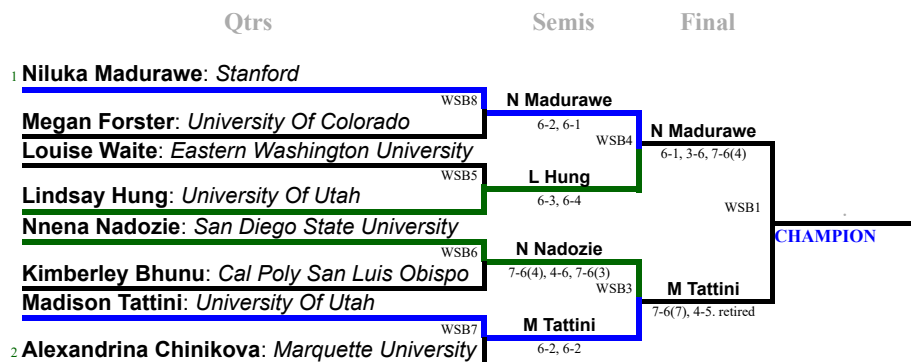 Qtrs Semis Final
1 Niluka Madurawe: Stanford
WSB8
N Madurawe
6-2, 6-1
Megan Forster: University Of Colorado
WSB4
N Madurawe
6-1, 3-6, 7-6(4)
Louise Waite: Eastern Washington University
WSB5
L Hung
6-3, 6-4
Lindsay Hung: University Of Utah
WSB1
CHAMPION
Nnena Nadozie: San Diego State University
WSB6
N Nadozie
7-6(4), 4-6, 7-6(3)
Kimberley Bhunu: Cal Poly San Luis Obispo
WSB3
M Tattini
7-6(7), 4-5. retired
Madison Tattini: University Of Utah
WSB7
M Tattini
6-2, 6-2
2 Alexandrina Chinikova: Marquette University